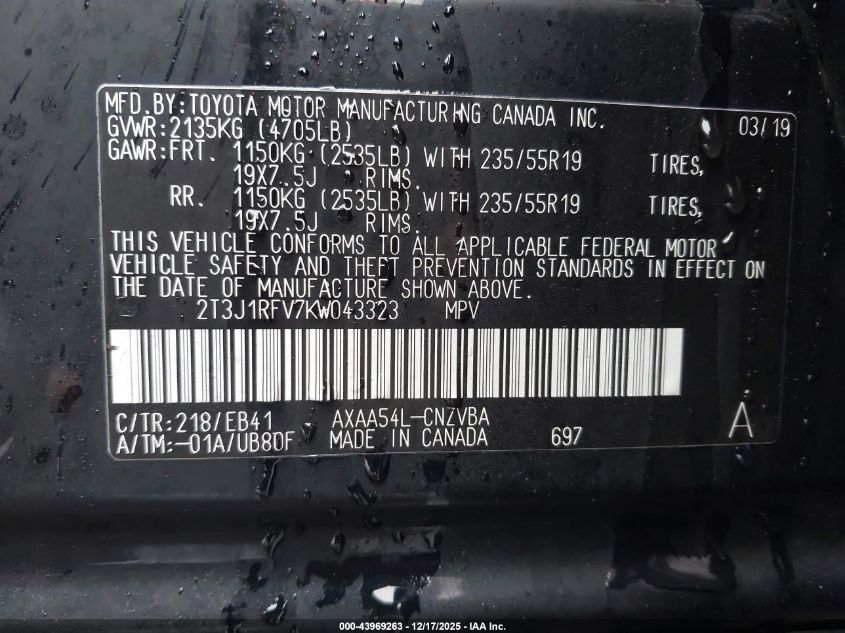 MFD.BY:TOYOTA MOTOR MANUFACTURING CANADA INC.
GVWR:2135KG (4705LB) 03/19
GAWR:FRT. 1150KG (2535LB) WITH 235/55R19 TIRES,
19X7.5J RIMS.
RR. 1150KG (2535LB) WITH 235/55R19 TIRES,
19X7.5J RIMS.
THIS VEHICLE CONFORMS TO ALL APPLICABLE FEDERAL MOTOR
VEHICLE SAFETY AND THEFT PREVENTION STANDARDS IN EFFECT ON
THE DATE OF MANUFACTURE SHOWN ABOVE.
2T3J1RFV7KW043323 MPV
C/TR:218/EB41 AXAA54L-CNZVBA A
A/TM:-01A/UB80F MADE IN CANADA 697
000-43969263 - 12/17/2025 - IAA Inc.